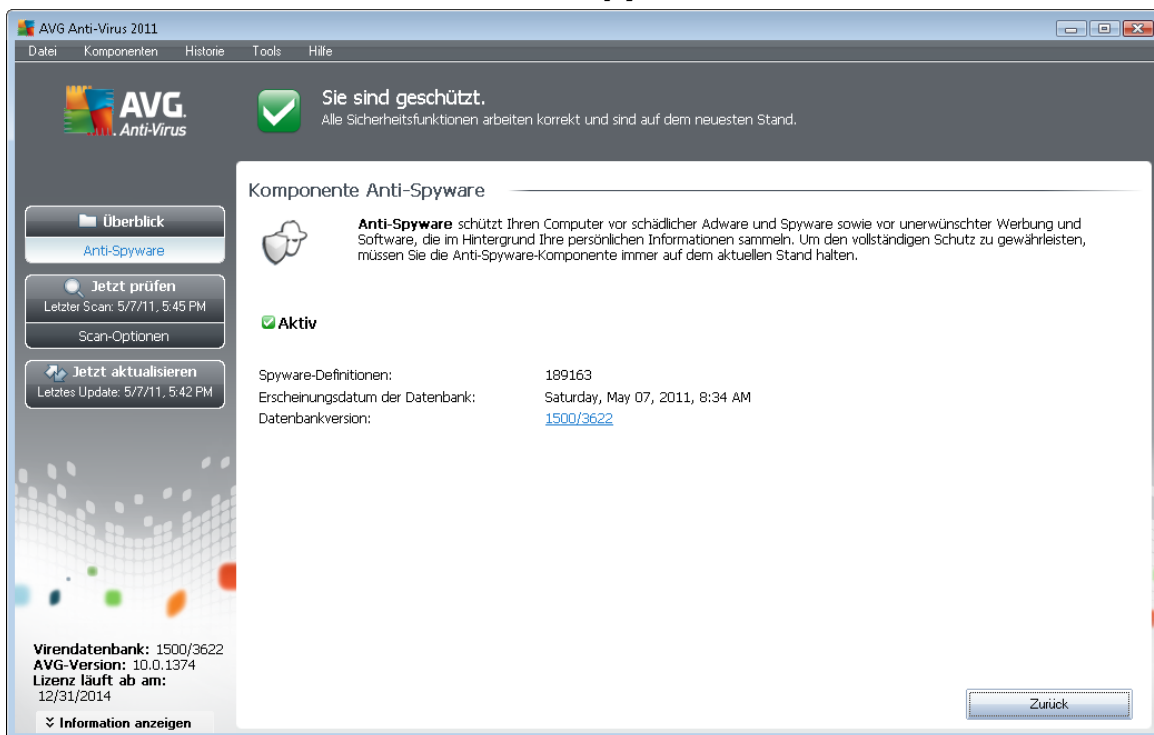 AVG Anti-Virus 2011
Datei Komponenten Historie Tools Hilfe
AVG.
Anti-Virus
Sie sind geschützt.
Alle Sicherheitsfunktionen arbeiten korrekt und sind auf dem neuesten Stand.
Überblick
Anti-Spyware
Jetzt prüfen
Letzter Scan: 5/7/11, 5:45 PM
Scan-Optionen
Jetzt aktualisieren
Letztes Update: 5/7/11, 5:42 PM
Virendatenbank: 1500/3622
AVG-Version: 10.0.1374
Lizenz läuft ab am:
12/31/2014
Information anzeigen
Komponente Anti-Spyware
Anti-Spyware schützt Ihren Computer vor schädlicher Adware und Spyware sowie vor unerwünschter Werbung und
Software, die im Hintergrund Ihre persönlichen Informationen sammeln. Um den vollständigen Schutz zu gewährleisten,
müssen Sie die Anti-Spyware-Komponente immer auf dem aktuellen Stand halten.
Aktiv
Spyware-Definitionen: 189163
Erscheinungsdatum der Datenbank: Saturday, May 07, 2011, 8:34 AM
Datenbankversion: 1500/3622
Zurück